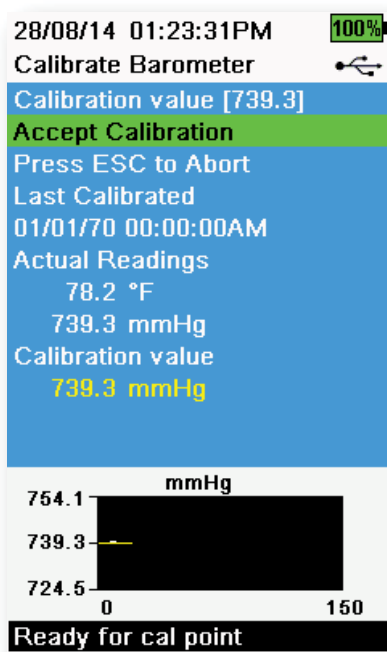 28/08/14 01:23:31PM 100%
Calibrate Barometer
Calibration value [739.3]
Accept Calibration
Press ESC to Abort
Last Calibrated
01/01/70 00:00:00AM
Actual Readings
78.2 °F
739.3 mmHg
Calibration value
739.3 mmHg
mmHg
754.1
739.3
724.5
0 150
Ready for cal point